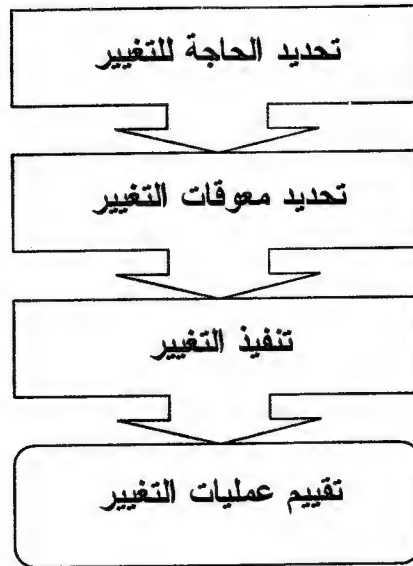 تحديد الحاجة للتغيير
تحديد معوقات التغيير
تنفيذ التغيير
تقييم عمليات التغيير